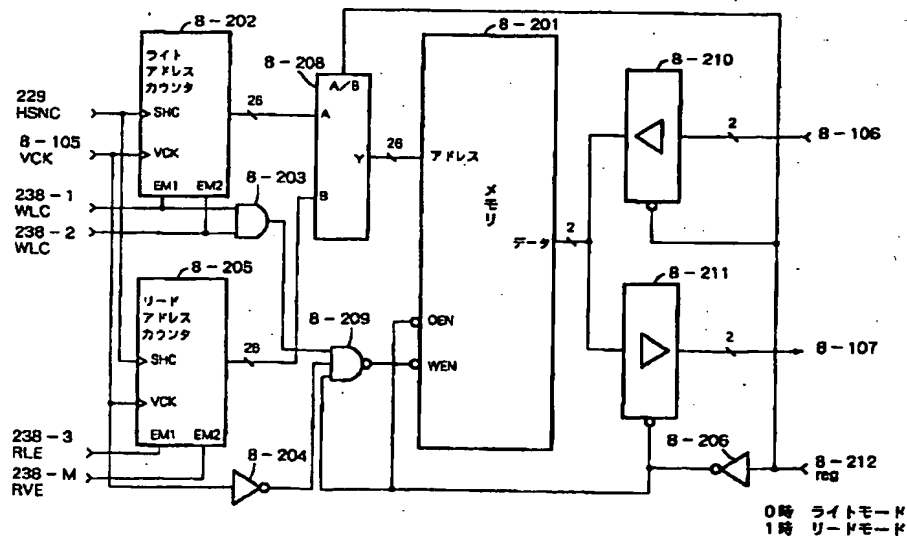 8-202
ライト
アドレス
カウンタ
SHC
VCK
EM1 EM2
229
HSNC
8-105
VCK
238-1
WLC
238-2
WLC
8-203
26
8-208
A/B
A
B
Y
26
8-201
アドレス
メモリ
データ
OEN
WEN
2
8-210
2
8-106
8-211
2
8-107
8-205
リード
アドレス
カウンタ
SHC
VCK
EM1 EM2
26
8-209
238-3
RLE
238-M
RVE
8-204
8-206
8-212
reg
0時 ライトモード
1時 リードモード